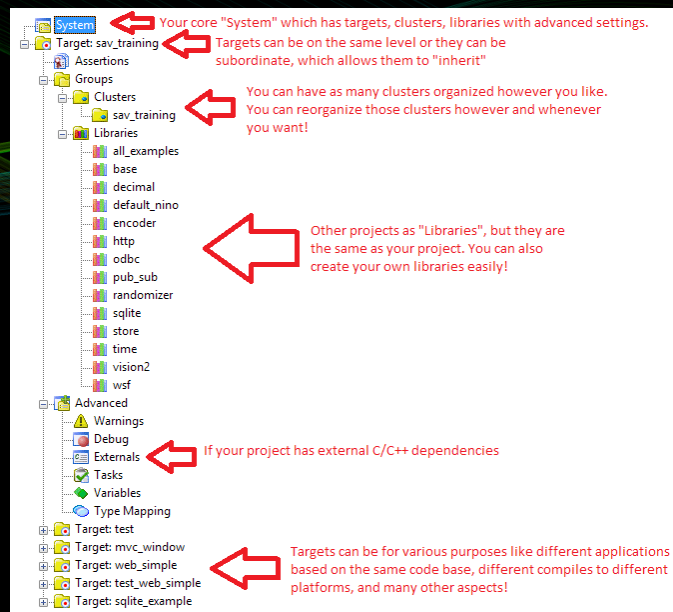 System
Your core "System" which has targets, clusters, libraries with advanced settings.
Target: sav_training
Targets can be on the same level or they can be
subordinate, which allows them to "inherit"
Assertions
Groups
Clusters
sav_training
You can have as many clusters organized however you like.
You can reorganize those clusters however and whenever
you want!
Libraries
all_examples
base
decimal
default_nino
encoder
http
odbc
pub_sub
randomizer
sqlite
store
time
vision2
wsf
Other projects as "Libraries", but they are
the same as your project. You can also
create your own libraries easily!
Advanced
Warnings
Debug
Externals
If your project has external C/C++ dependencies
Tasks
Variables
Type Mapping
Target: test
Target: mvc_window
Target: web_simple
Target: test_web_simple
Target: sqlite_example
Targets can be for various purposes like different applications
based on the same code base, different compiles to different
platforms, and many other aspects!